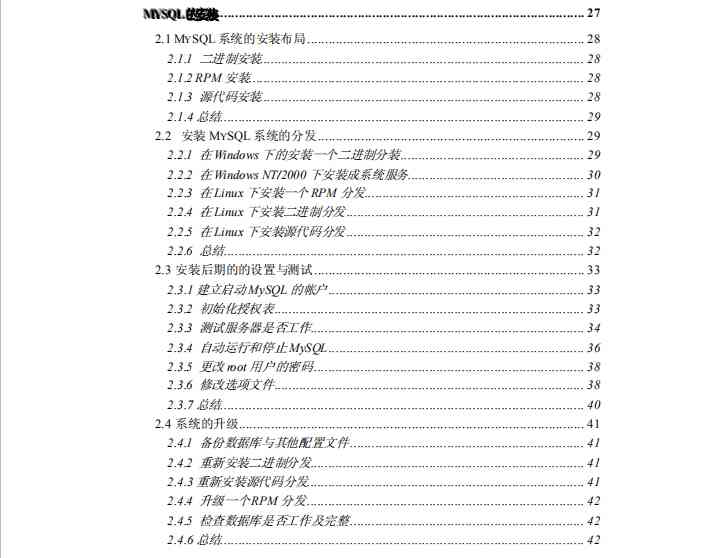 MYSQL 的安装 27
2.1 MYSQL 系统的安装布局 28
2.1.1 二进制安装 28
2.1.2 RPM 安装 28
2.1.3 源代码安装 28
2.1.4 总结 29
2.2 安装 MYSQL 系统的分发 29
2.2.1 在 Windows 下的安装一个二进制分装 29
2.2.2 在 Windows NT/2000 下安装成系统服务 30
2.2.3 在 Linux 下安装一个 RPM 分发 31
2.2.4 在 Linux 下安装二进制分发 31
2.2.5 在 Linux 下安装源代码分发 32
2.2.6 总结 32
2.3 安装后期的的设置与测试 33
2.3.1 建立启动 MySQL 的帐户 33
2.3.2 初始化授权表 33
2.3.3 测试服务器是否工作 34
2.3.4 自动运行和停止 MySQL 36
2.3.5 更改 root 用户的密码 38
2.3.6 修改选项文件 38
2.3.7 总结 40
2.4 系统的升级 41
2.4.1 备份数据库与其他配置文件 41
2.4.2 重新安装二进制分发 41
2.4.3 重新安装源代码分发 41
2.4.4 升级一个 RPM 分发 42
2.4.5 检查数据库是否工作及完整 42
2.4.6 总结 42